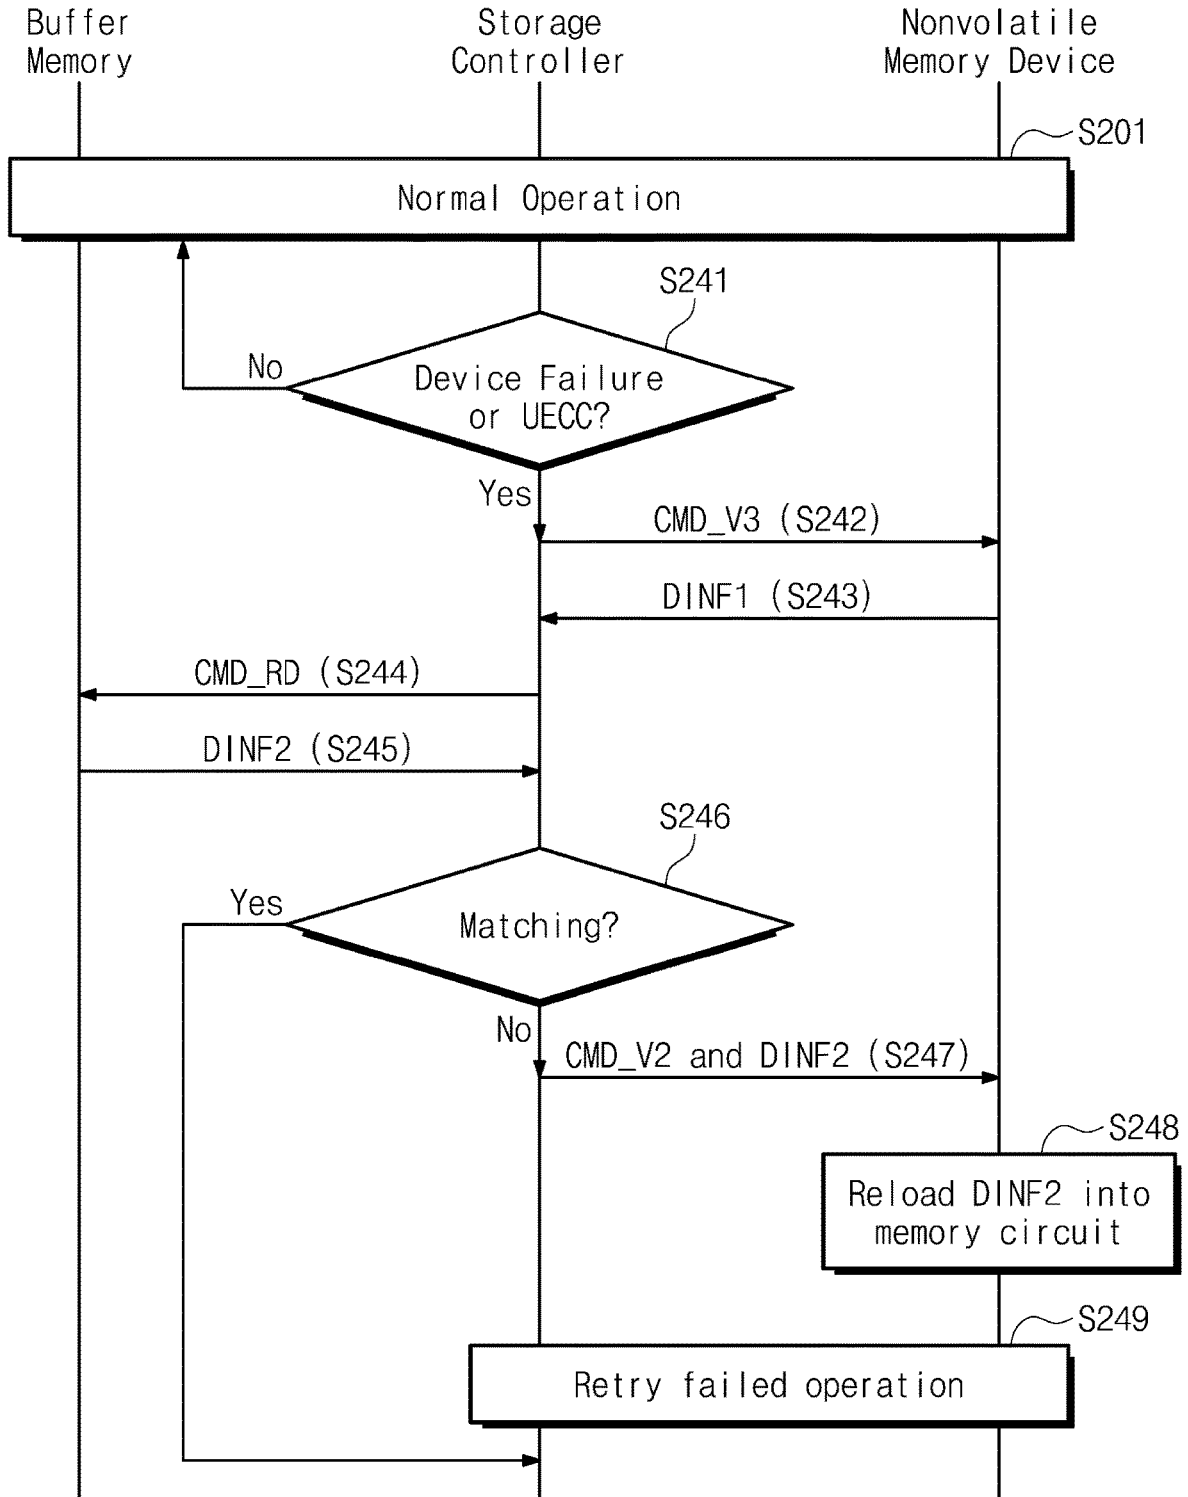 Buffer
Memory
Storage
Controller
Nonvolatile
Memory Device
S201
Normal Operation
S241
No
Device Failure
or UECC?
Yes
CMD_V3 (S242)
DINF1 (S243)
CMD_RD (S244)
DINF2 (S245)
S246
Yes
Matching?
No
CMD_V2 and DINF2 (S247)
S248
Reload DINF2 into
memory circuit
S249
Retry failed operation